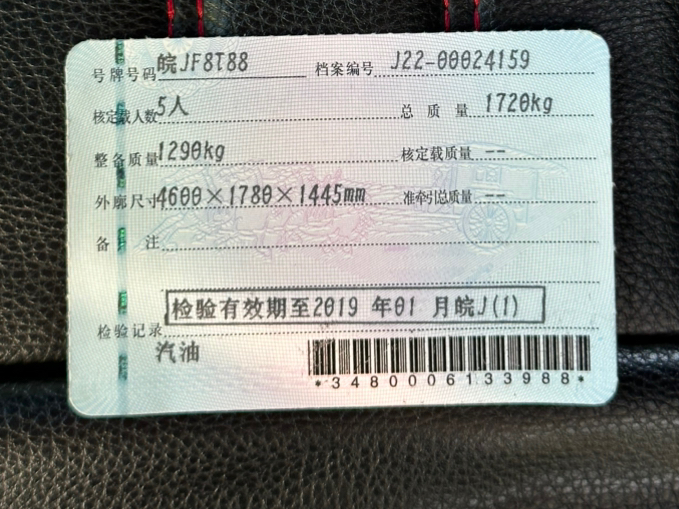 号牌号码 皖JF8T88 档案编号 J22-00024159
核定载人数 5人 总质量 1720kg
整备质量 1290kg 核定载质量 --
外廓尺寸 4600×1780×1445mm 准牵引总质量 --
备注
检验有效期至2019 年01 月皖J(1)
检验记录
汽油
*3480006133988*